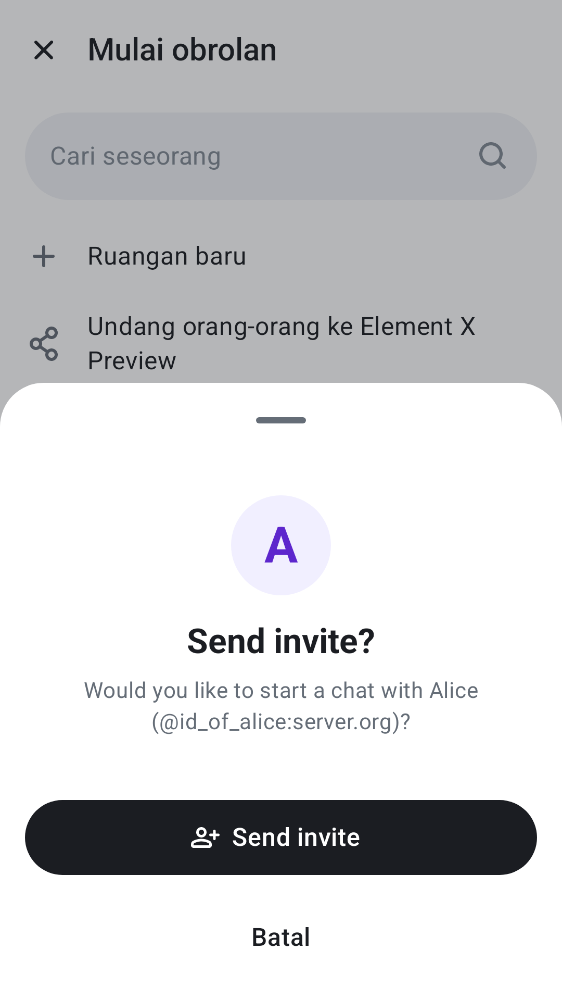 Mulai obrolan
Cari seseorang
Ruangan baru
Undang orang-orang ke Element X
Preview
A
Send invite?
Would you like to start a chat with Alice
(@id_of_alice:server.org)?
Send invite
Batal